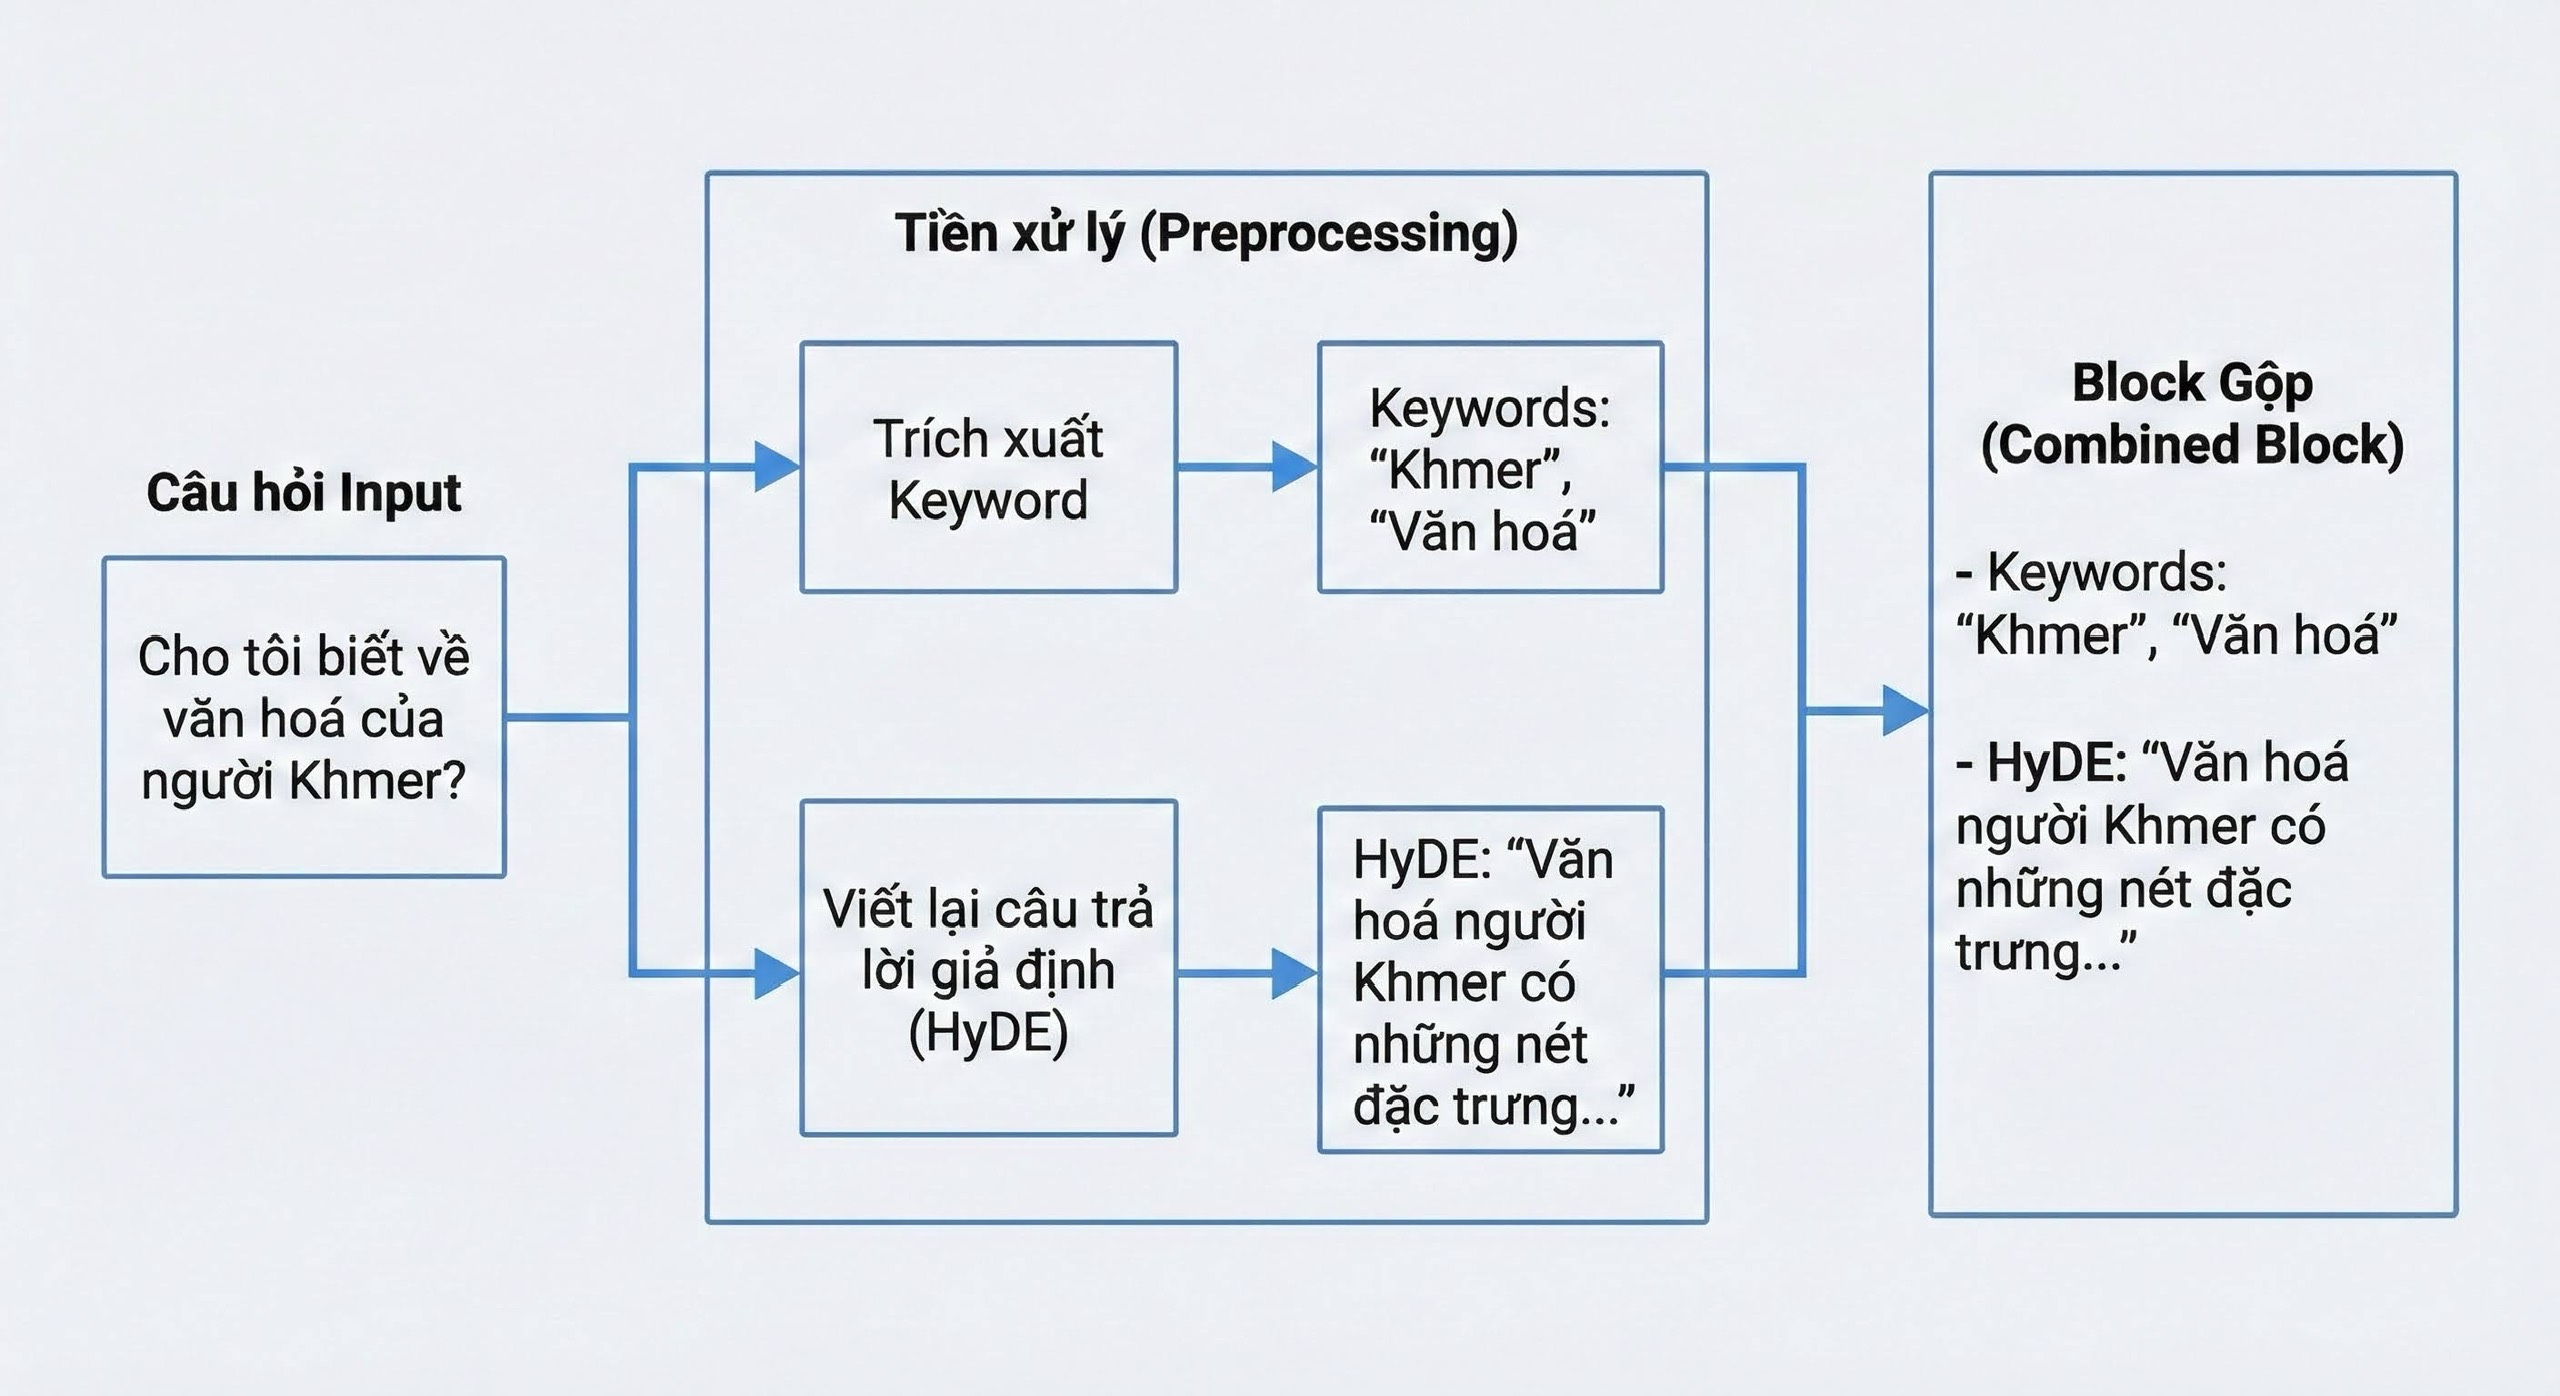 Câu hỏi Input
Cho tôi biết về
văn hoá của
người Khmer?
Tiền xử lý (Preprocessing)
Trích xuất
Keyword
Keywords:
“Khmer”,
“Văn hoá”
Viết lại câu trả
lời giả định
(HyDE)
HyDE: “Văn
hoá người
Khmer có
những nét
đặc trưng...”
Block Gộp
(Combined Block)
- Keywords:
“Khmer”, “Văn hoá”
- HyDE: “Văn hoá
người Khmer có
những nét đặc
trưng...”